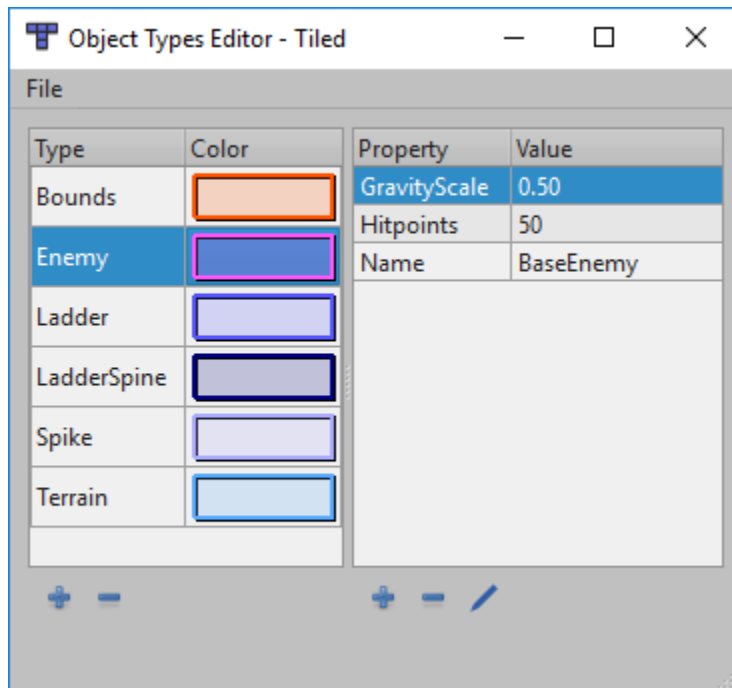 Object Types Editor - Tiled
File
Type Color
Bounds
Enemy
Ladder
LadderSpine
Spike
Terrain
Property Value
GravityScale 0.50
Hitpoints 50
Name BaseEnemy